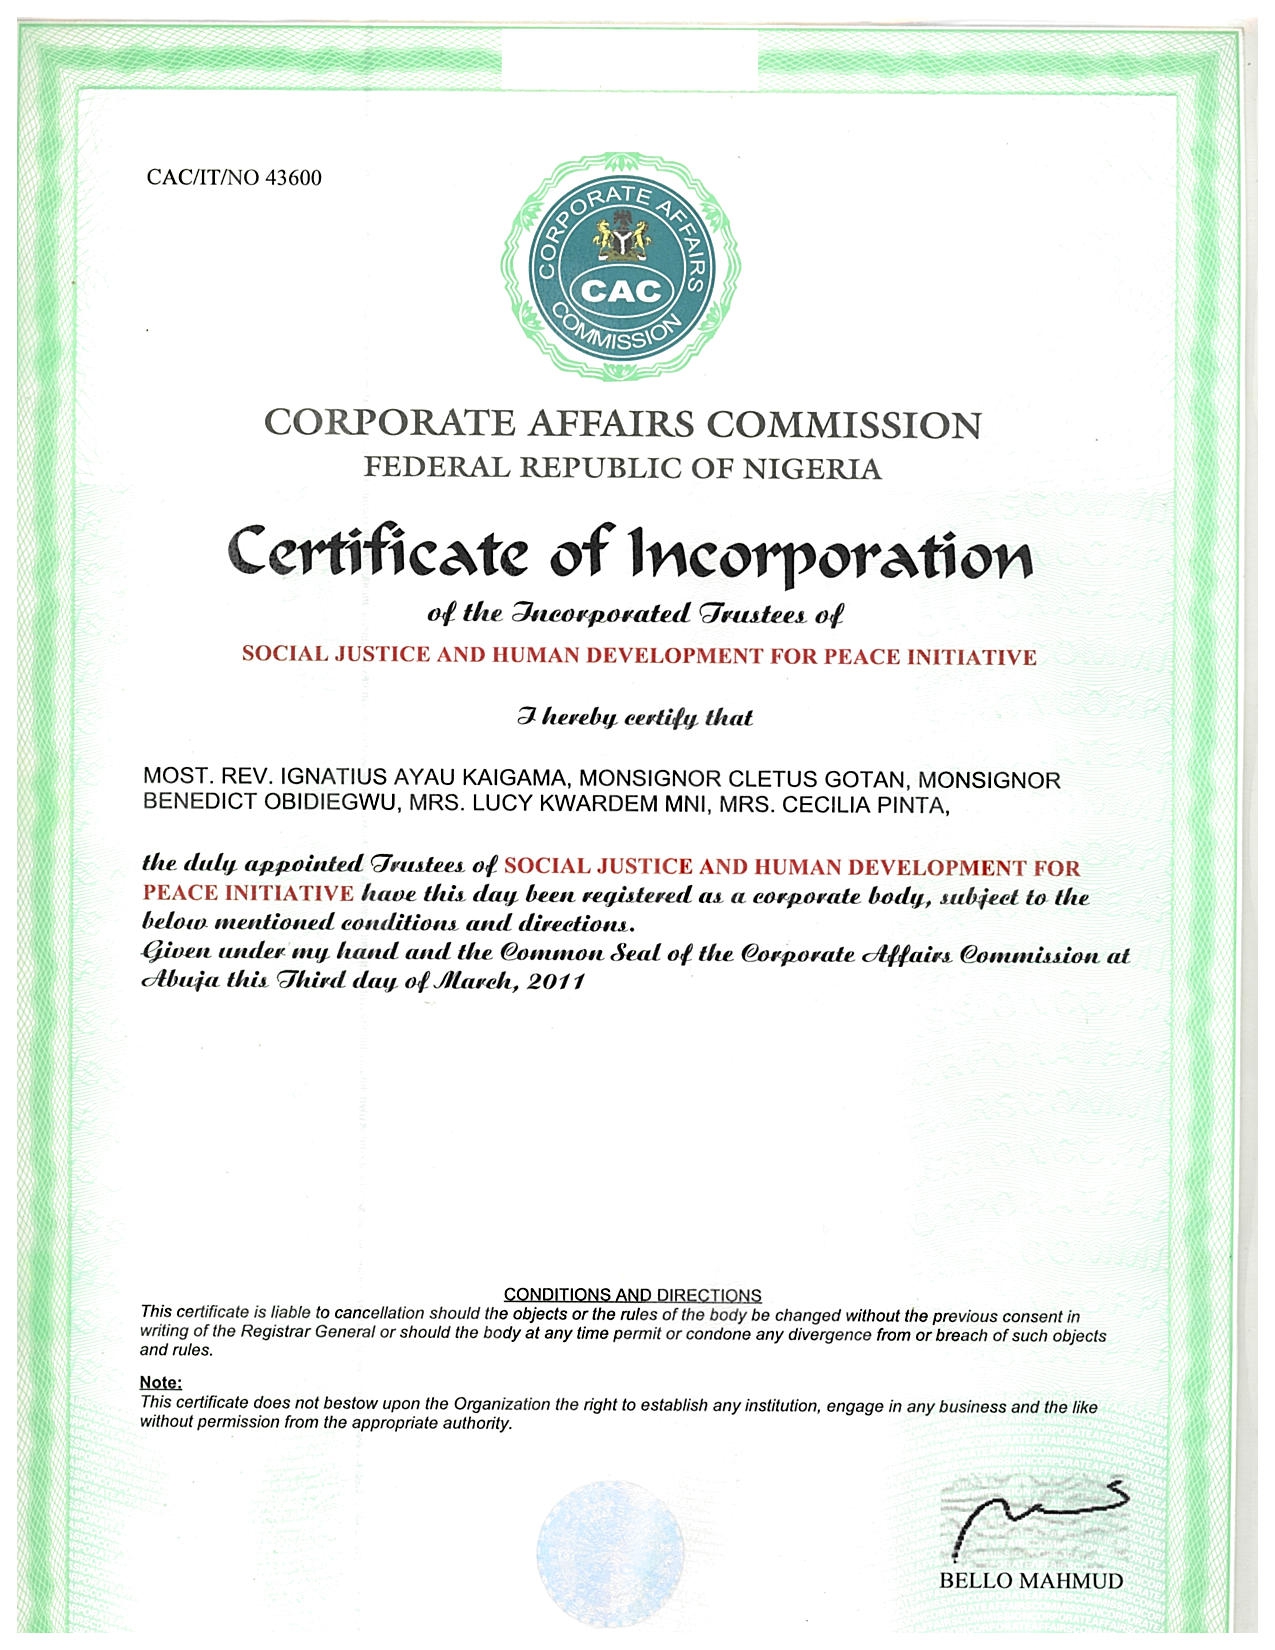 CAC/IT/NO 43600
CORPORATE AFFAIRS
CAC
COMMISSION
CORPORATE AFFAIRS COMMISSION
FEDERAL REPUBLIC OF NIGERIA
Certificate of Incorporation
of the Incorporated Trustees of
SOCIAL JUSTICE AND HUMAN DEVELOPMENT FOR PEACE INITIATIVE
I hereby certify that
MOST. REV. IGNATIUS AYAU KAIGAMA, MONSIGNOR CLETUS GOTAN, MONSIGNOR
BENEDICT OBIDIEGWU, MRS. LUCY KWARDEM MNI, MRS. CECILIA PINTA,
the duly appointed Trustees of SOCIAL JUSTICE AND HUMAN DEVELOPMENT FOR
PEACE INITIATIVE have this day been registered as a corporate body, subject to the
below mentioned conditions and directions.
Given under my hand and the Common Seal of the Corporate Affairs Commission at
Abuja this Third day of March, 2011
CONDITIONS AND DIRECTIONS
This certificate is liable to cancellation should the objects or the rules of the body be changed without the previous consent in
writing of the Registrar General or should the body at any time permit or condone any divergence from or breach of such objects
and rules.
Note:
This certificate does not bestow upon the Organization the right to establish any institution, engage in any business and the like
without permission from the appropriate authority.
BELLO MAHMUD